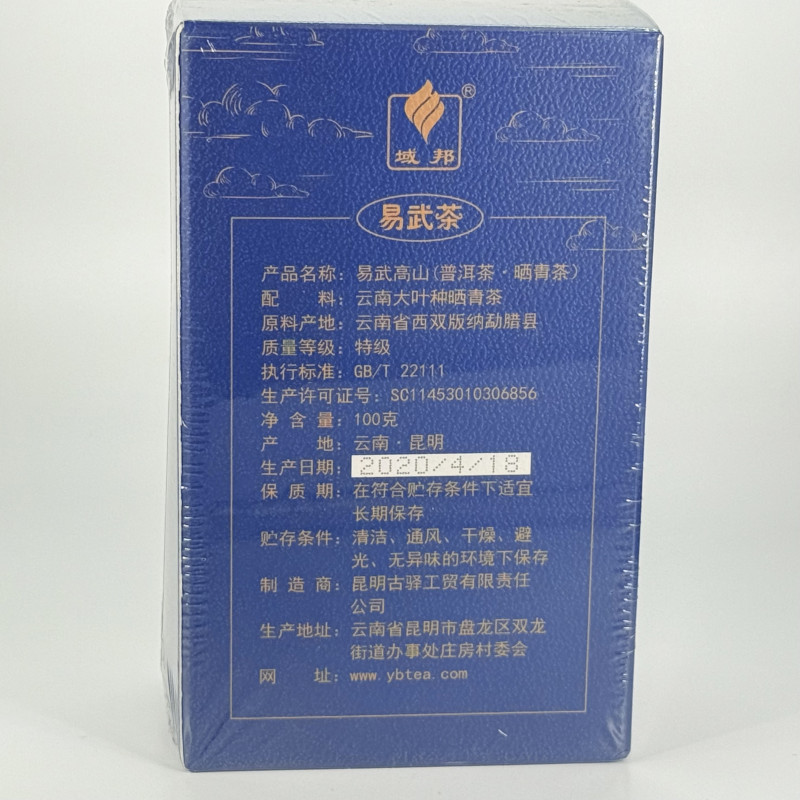 域邦®
易武茶
产品名称：易武高山(普洱茶·晒青茶)
配料：云南大叶种晒青茶
原料产地：云南省西双版纳勐腊县
质量等级：特级
执行标准：GB/T 22111
生产许可证号：SC11453010306856
净含量：100克
产地：云南·昆明
生产日期：2020/4/18
保质期：在符合贮存条件下适宜
长期保存
贮存条件：清洁、通风、干燥、避
光、无异味的环境下保存
制造商：昆明古驿工贸有限责任
公司
生产地址：云南省昆明市盘龙区双龙
街道办事处庄房村委会
网址：www.ybtea.com